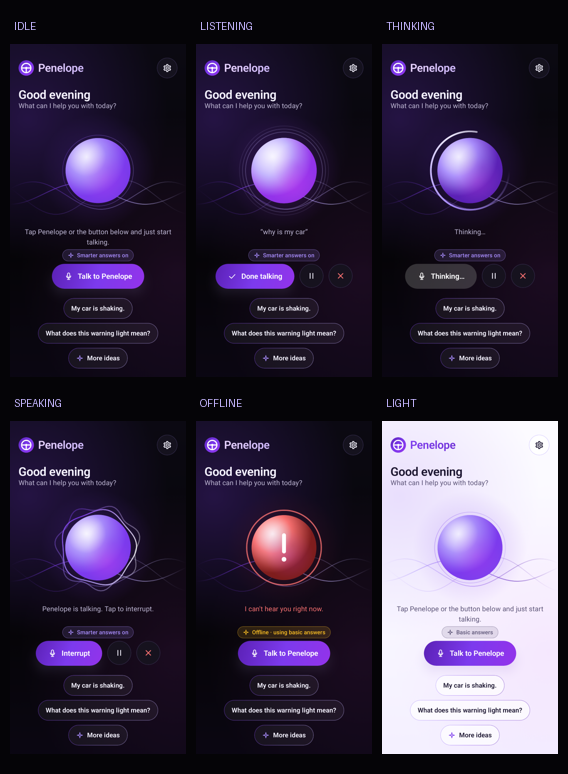 IDLE
Penelope
Good evening
What can I help you with today?
Tap Penelope or the button below and just start
talking.
Smarter answers on
Talk to Penelope
My car is shaking.
What does this warning light mean?
More ideas
LISTENING
Penelope
Good evening
What can I help you with today?
"why is my car"
Smarter answers on
Done talking
My car is shaking.
What does this warning light mean?
More ideas
THINKING
Penelope
Good evening
What can I help you with today?
Thinking...
Smarter answers on
Thinking...
My car is shaking.
What does this warning light mean?
More ideas
SPEAKING
Penelope
Good evening
What can I help you with today?
Penelope is talking. Tap to interrupt.
Smarter answers on
Interrupt
My car is shaking.
What does this warning light mean?
More ideas
OFFLINE
Penelope
Good evening
What can I help you with today?
!
I can't hear you right now.
Offline · using basic answers
Talk to Penelope
My car is shaking.
What does this warning light mean?
More ideas
LIGHT
Penelope
Good evening
What can I help you with today?
Tap Penelope or the button below and just start
talking.
Basic answers
Talk to Penelope
My car is shaking.
What does this warning light mean?
More ideas